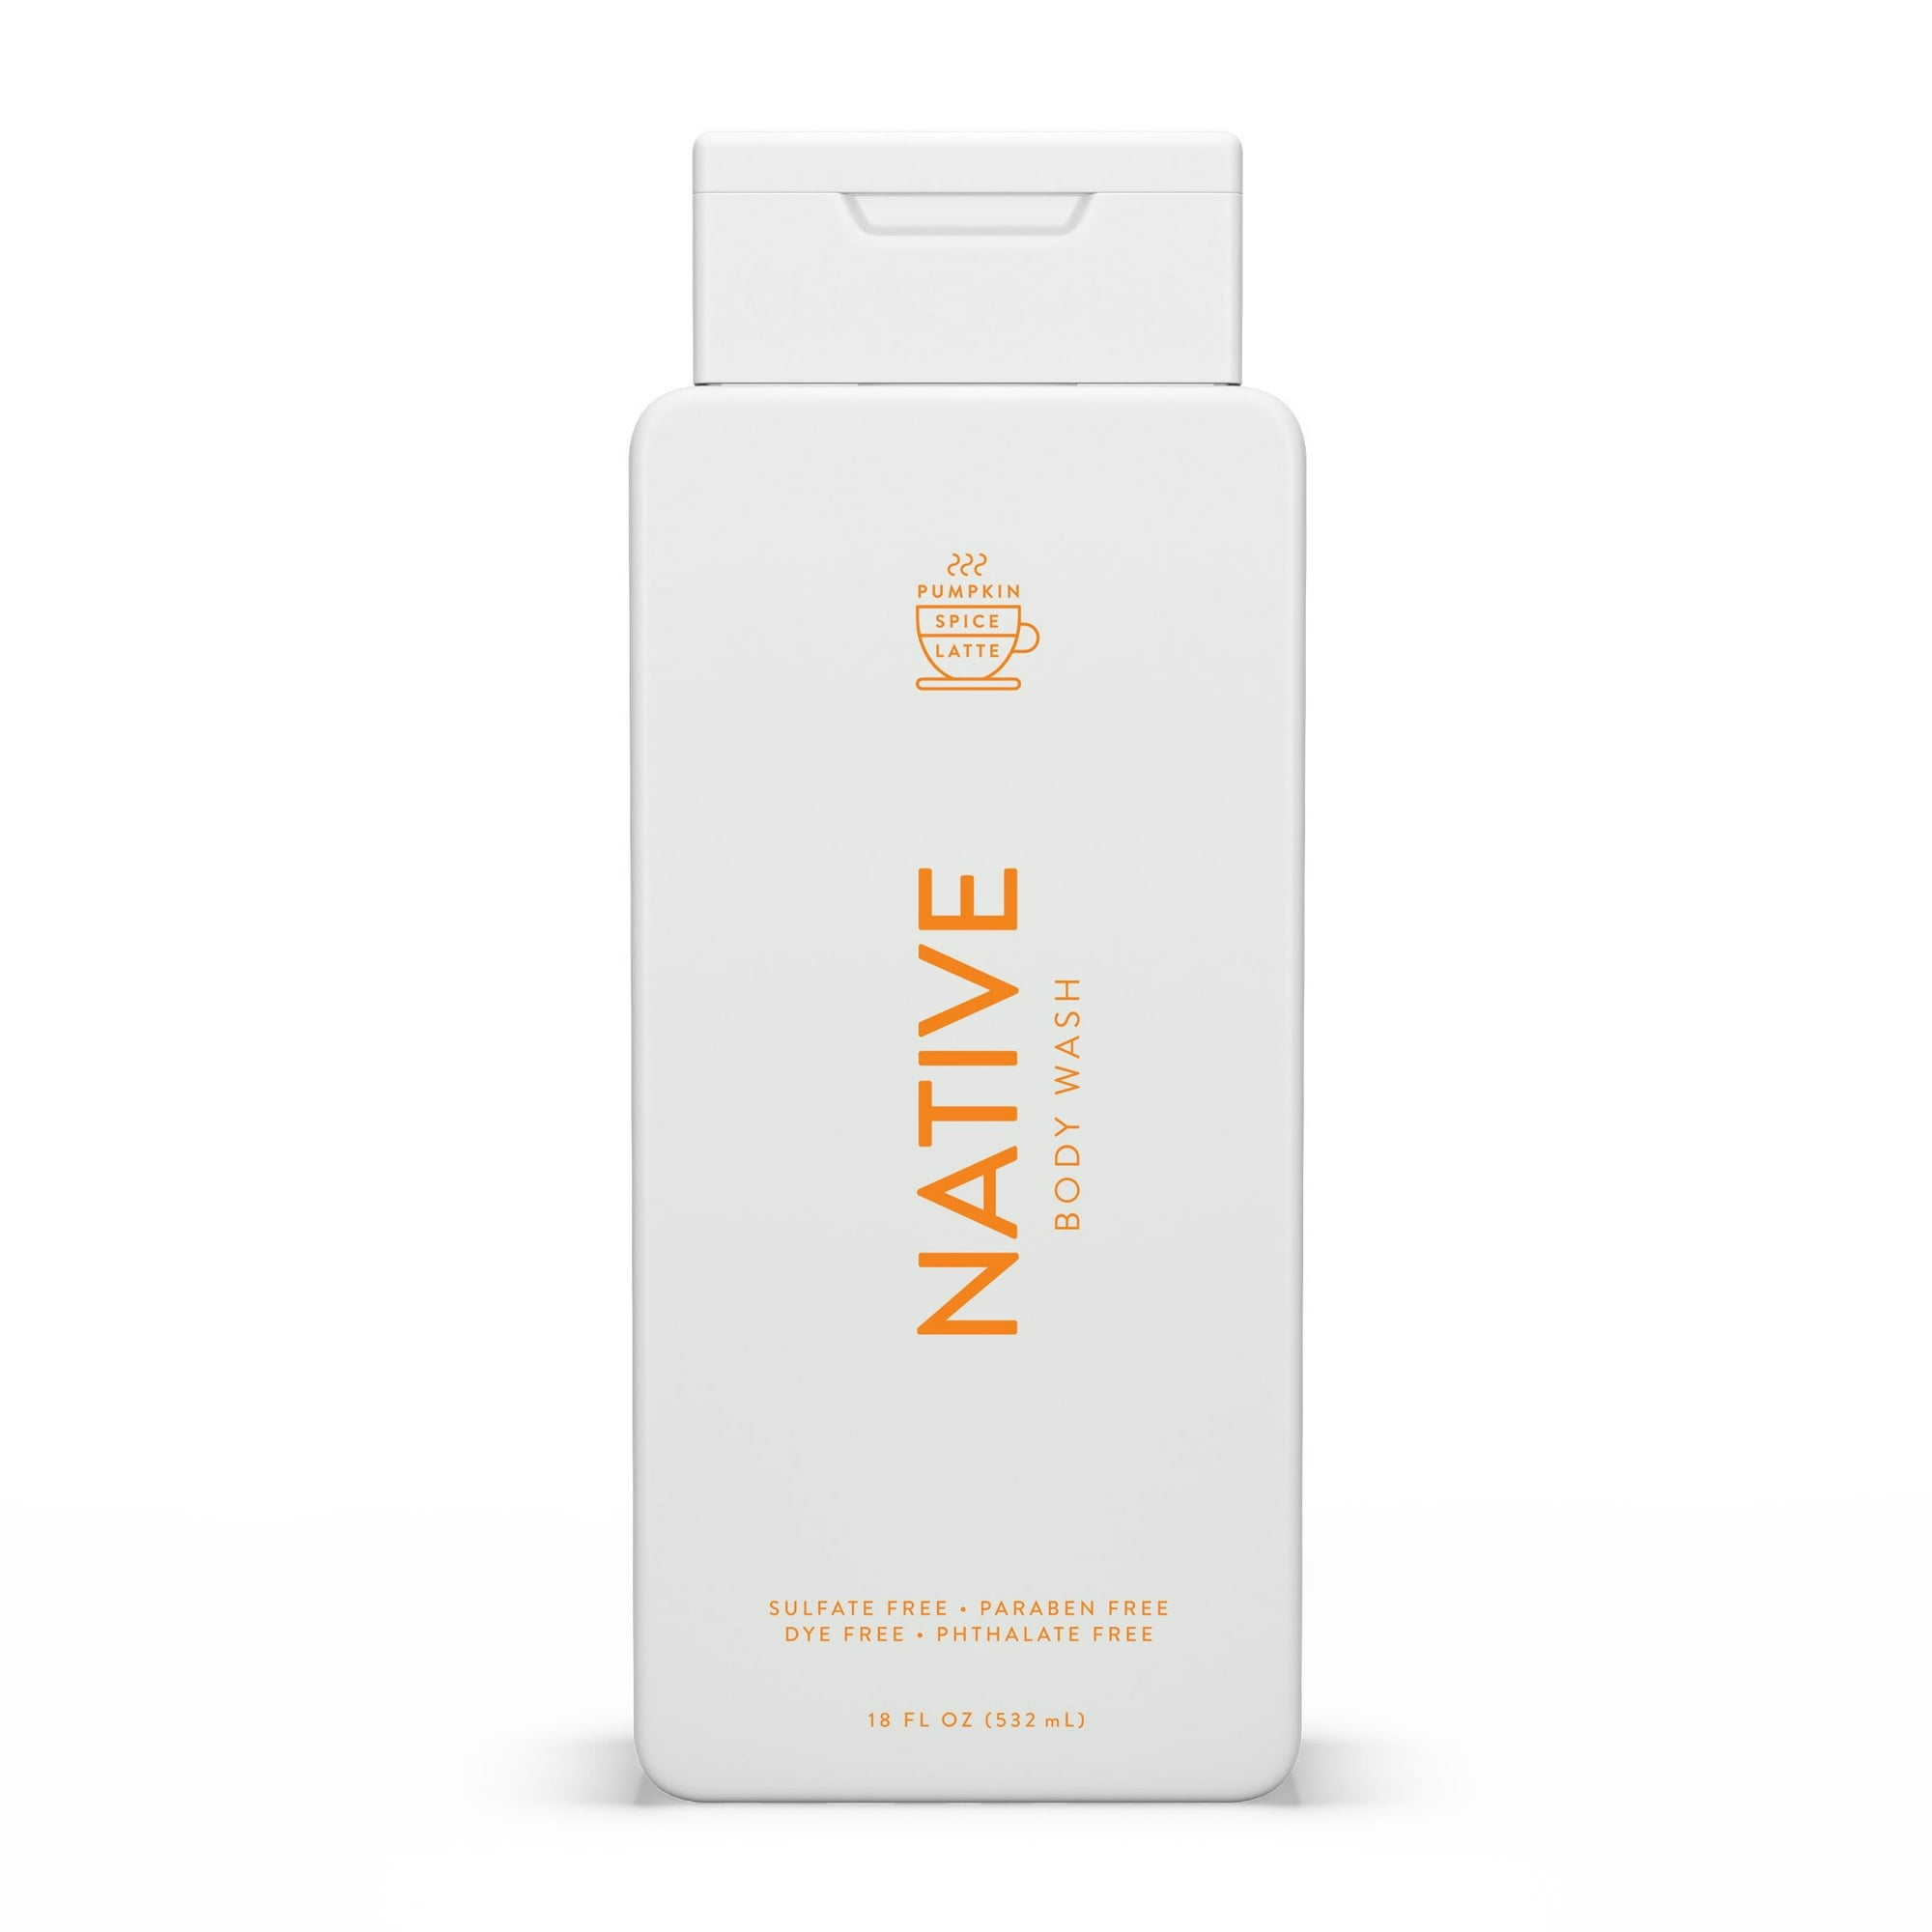 PUMPKIN
SPICE
LATTE
NATIVE
BODY WASH
SULFATE FREE • PARABEN FREE
DYE FREE • PHTHALATE FREE
18 FL OZ (532 mL)